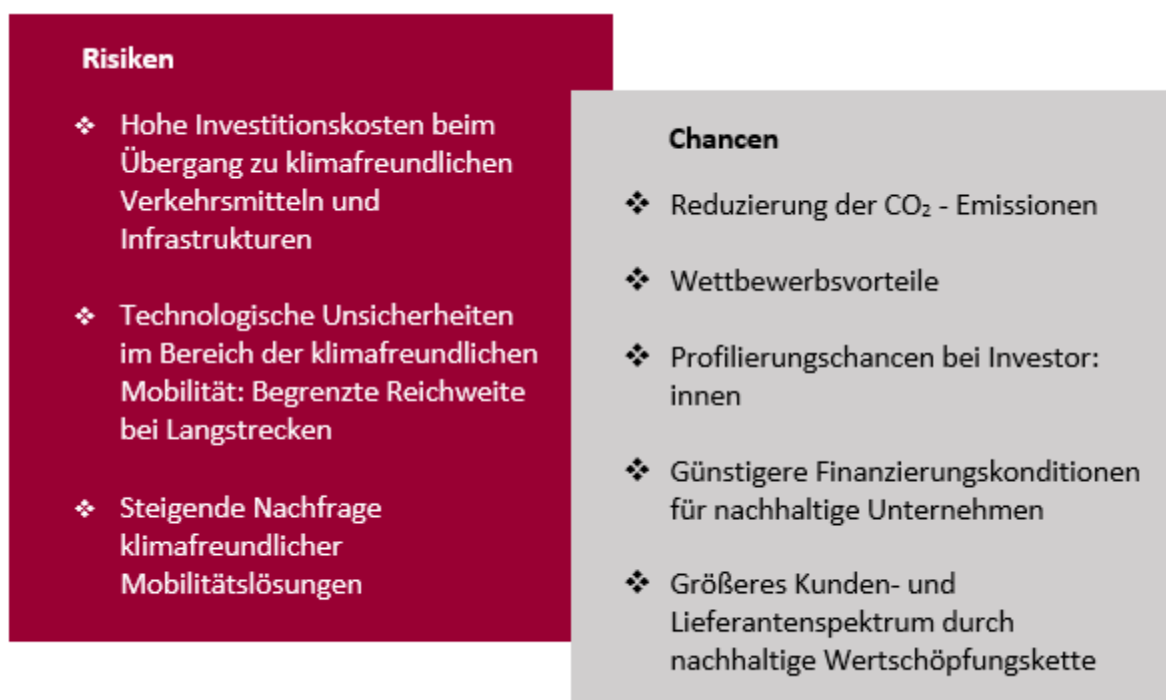 Risiken
❖ Hohe Investitionskosten beim
Übergang zu klimafreundlichen
Verkehrsmitteln und
Infrastrukturen
❖ Technologische Unsicherheiten
im Bereich der klimafreundlichen
Mobilität: Begrenzte Reichweite
bei Langstrecken
❖ Steigende Nachfrage
klimafreundlicher
Mobilitätslösungen
Chancen
❖ Reduzierung der CO₂ - Emissionen
❖ Wettbewerbsvorteile
❖ Profilierungschancen bei Investor:
innen
❖ Günstigere Finanzierungskonditionen
für nachhaltige Unternehmen
❖ Größeres Kunden- und
Lieferantenspektrum durch
nachhaltige Wertschöpfungskette